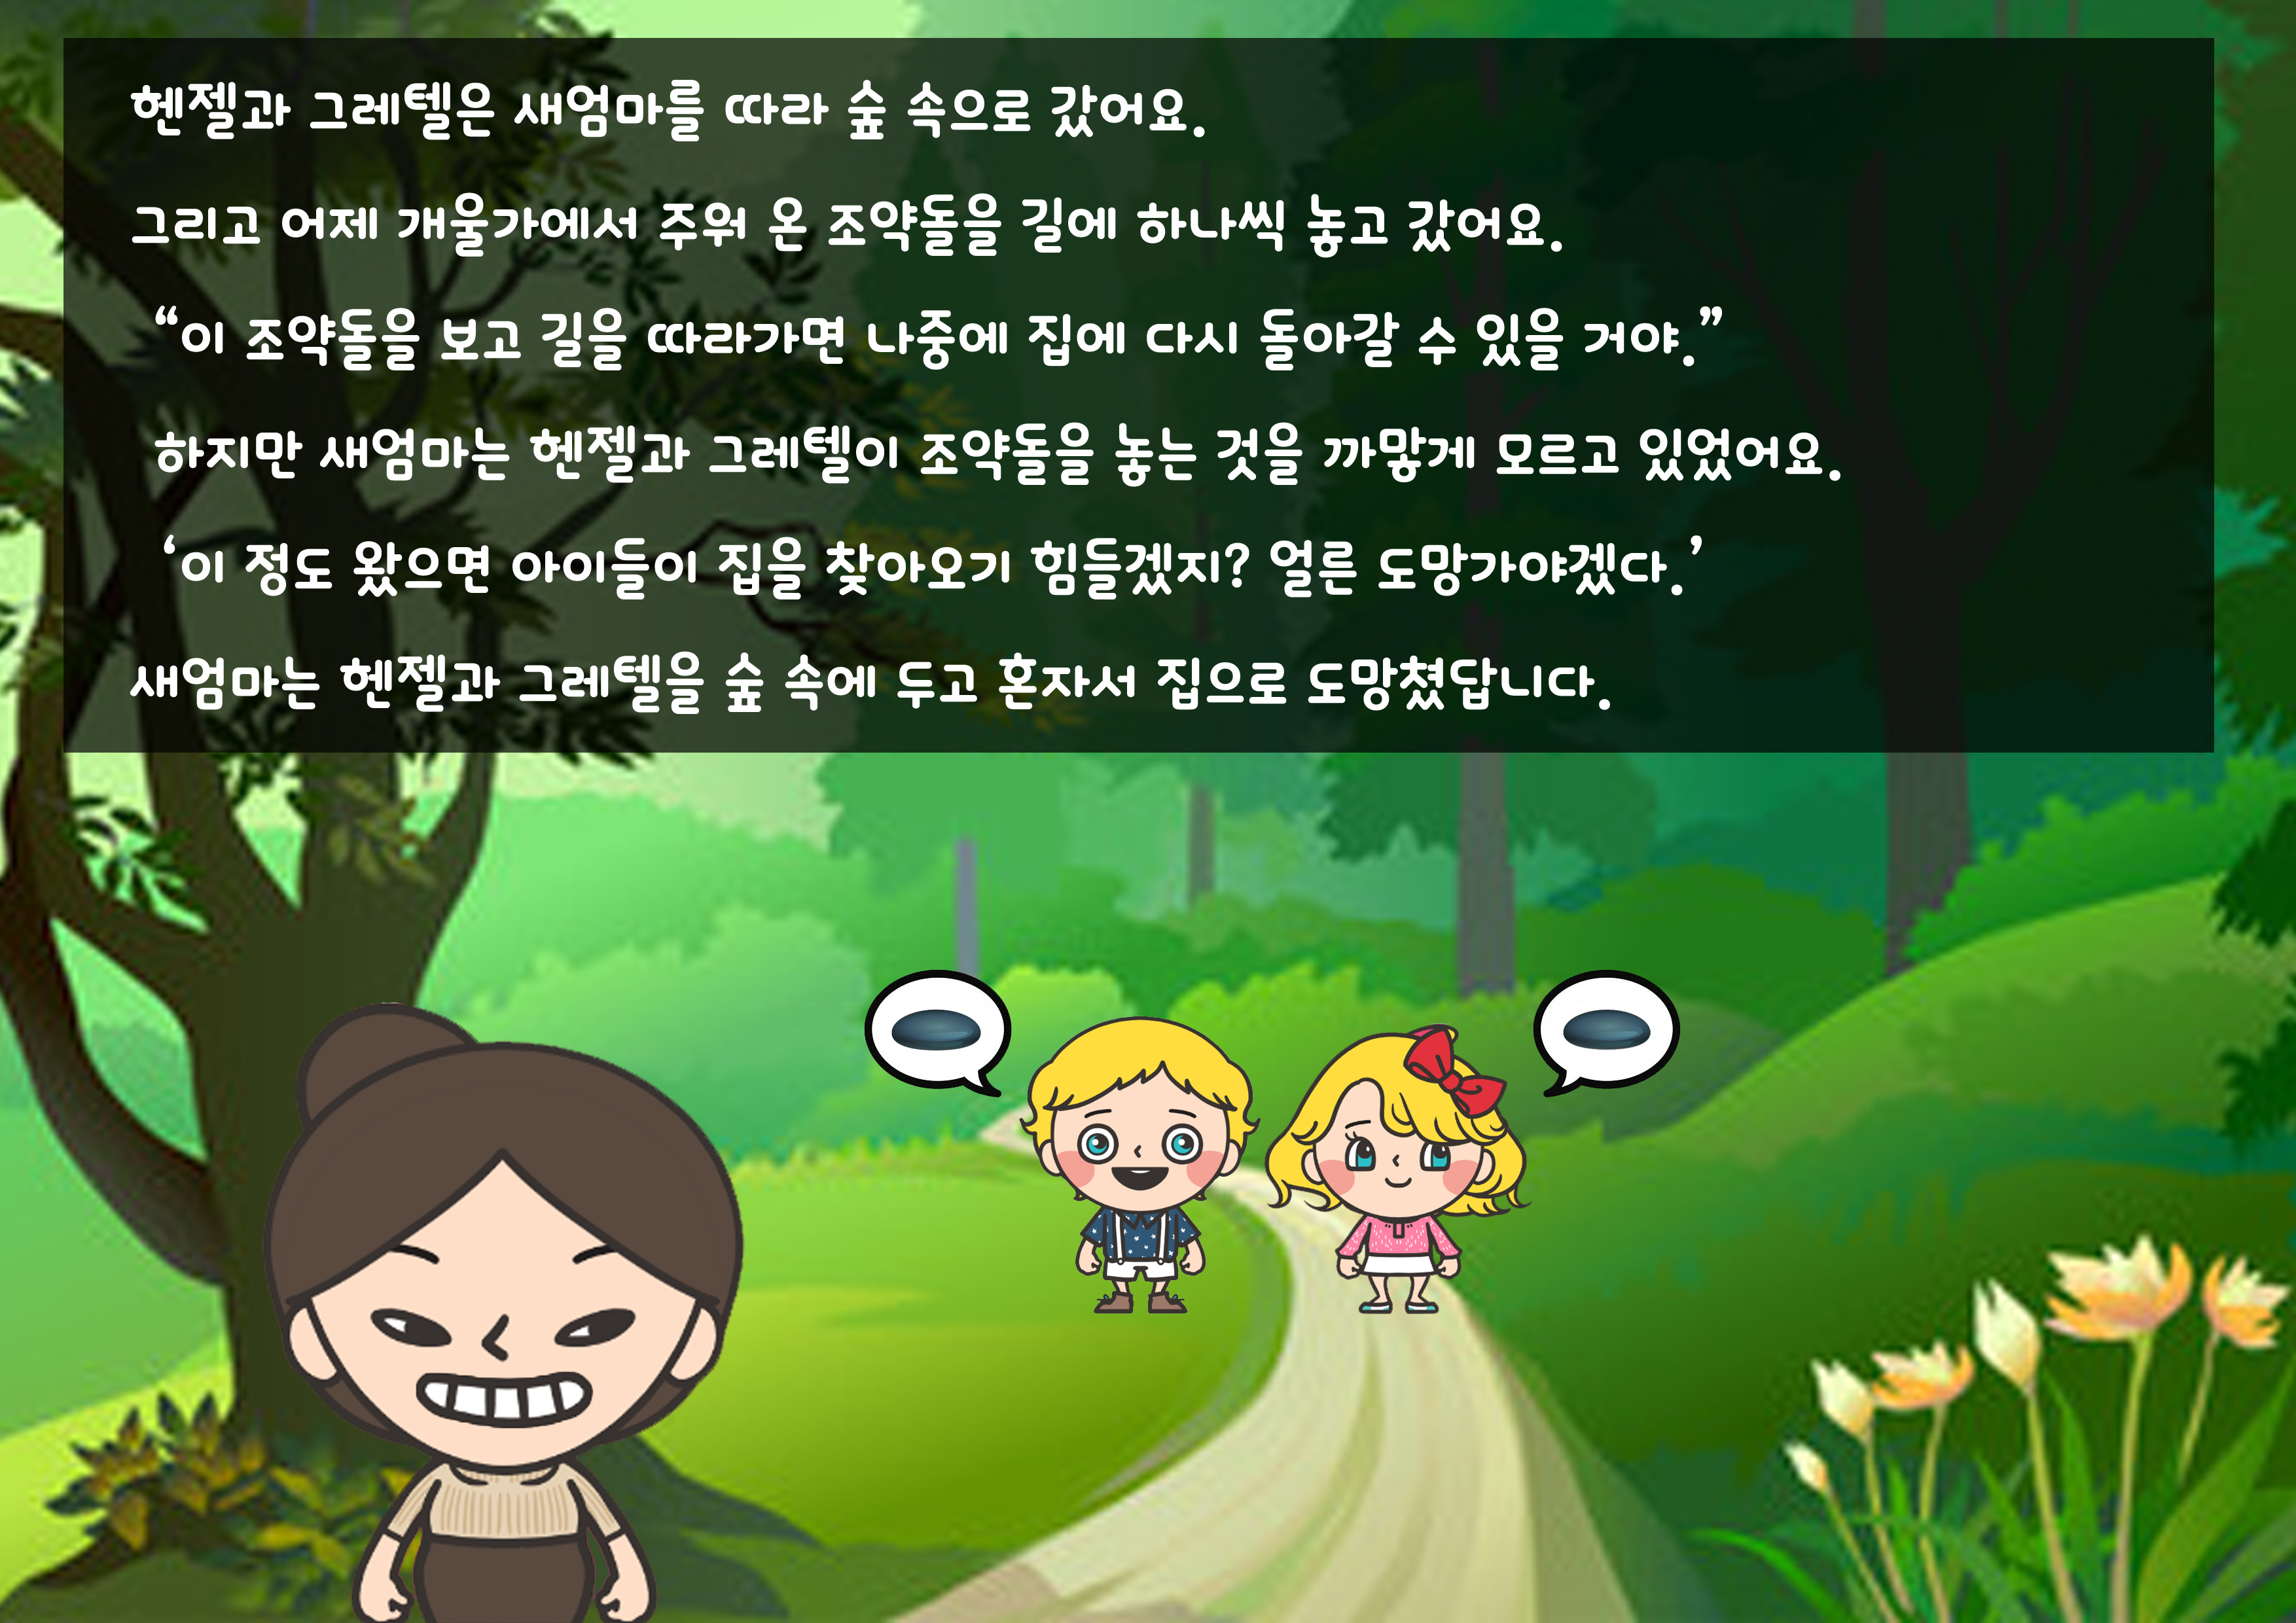 헨젤과 그레텔은 새엄마를 따라 숲 속으로 갔어요.
그리고 어제 개울가에서 주워 온 조약돌을 길에 하나씩 놓고 갔어요.
“이 조약돌을 보고 길을 따라가면 나중에 집에 다시 돌아갈 수 있을 거야.”
하지만 새엄마는 헨젤과 그레텔이 조약돌을 놓는 것을 까맣게 모르고 있었어요.
‘이 정도 왔으면 아이들이 집을 찾아오기 힘들겠지? 얼른 도망가야겠다.’
새엄마는 헨젤과 그레텔을 숲 속에 두고 혼자서 집으로 도망쳤답니다.